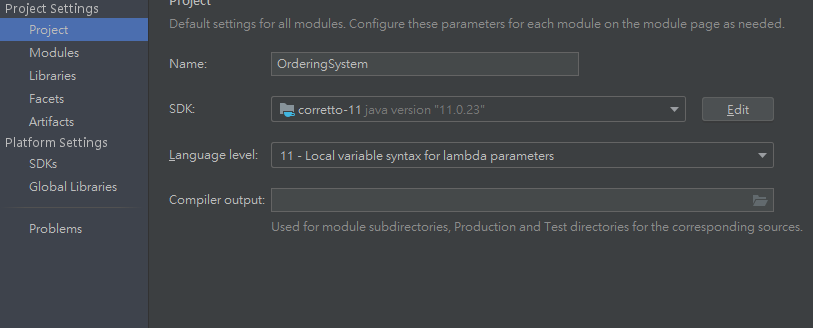 Project Settings
Project
Modules
Libraries
Facets
Artifacts
Platform Settings
SDKs
Global Libraries
Problems
Project
Default settings for all modules. Configure these parameters for each module on the module page as needed.
Name: OrderingSystem
SDK: corretto-11 java version "11.0.23" Edit
Language level: 11 - Local variable syntax for lambda parameters
Compiler output:
Used for module subdirectories, Production and Test directories for the corresponding sources.